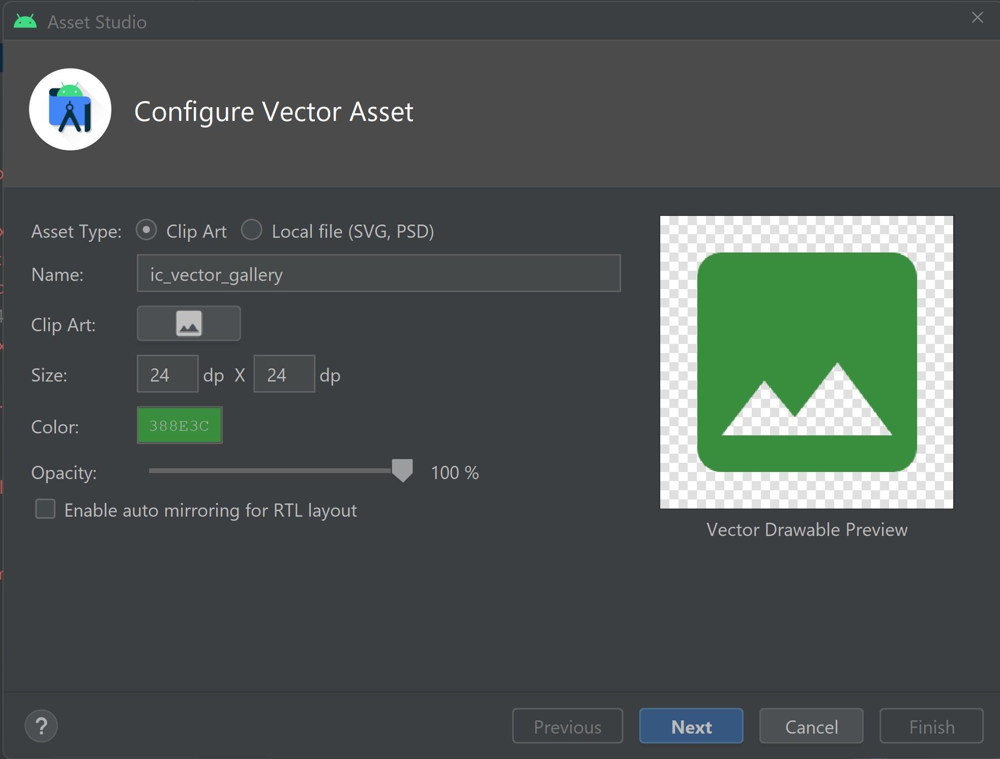 Asset Studio
Configure Vector Asset
Asset Type: Clip Art Local file (SVG, PSD)
Name: ic_vector_gallery
Clip Art:
Size: 24 dp X 24 dp
Color: 388E3C
Opacity: 100 %
Enable auto mirroring for RTL layout
Vector Drawable Preview
? Previous Next Cancel Finish